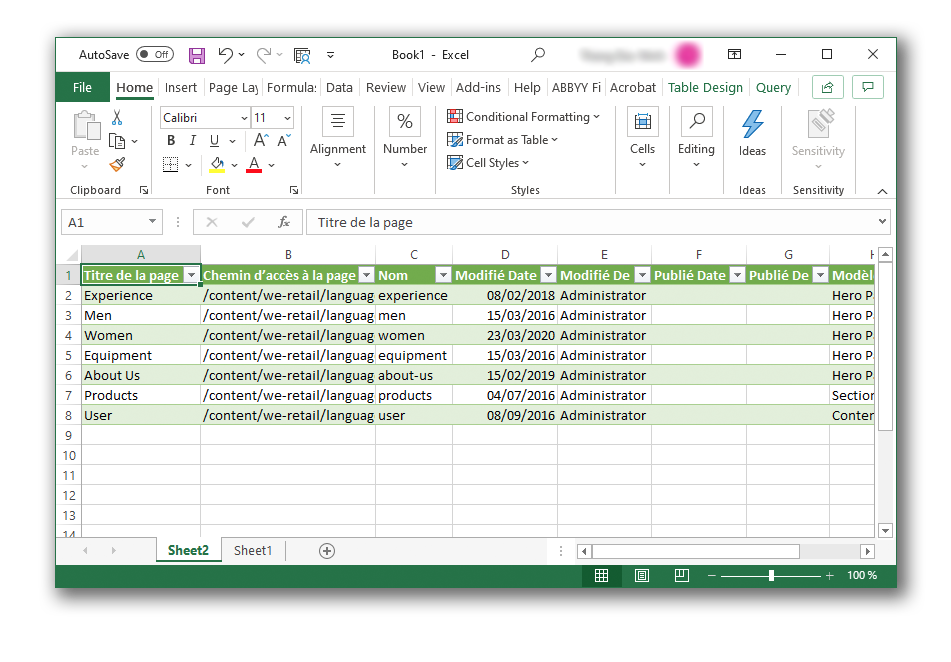 AutoSave Off Book1 - Excel
File Home Insert Page Lay Formula: Data Review View Add-ins Help ABBYY Fi Acrobat Table Design Query
Paste
Clipboard
Calibri 11
B I U A A
A
Font
Alignment
%
Number
Conditional Formatting
Format as Table
Cell Styles
Styles
Cells
Editing
Ideas
Ideas
Sensitivity
Sensitivity
A1 fx Titre de la page
A B C D E F G H
1 Titre de la page Chemin d’accès à la page Nom Modifié Date Modifié De Publié Date Publié De Modèl
2 Experience /content/we-retail/languag experience 08/02/2018 Administrator Hero P
3 Men /content/we-retail/languag men 15/03/2016 Administrator Hero P
4 Women /content/we-retail/languag women 23/03/2020 Administrator Hero P
5 Equipment /content/we-retail/languag equipment 15/03/2016 Administrator Hero P
6 About Us /content/we-retail/languag about-us 15/02/2019 Administrator Hero P
7 Products /content/we-retail/languag products 04/07/2016 Administrator Section
8 User /content/we-retail/languag user 08/09/2016 Administrator Conter
9
10
11
12
13
14
Sheet2 Sheet1
100 %